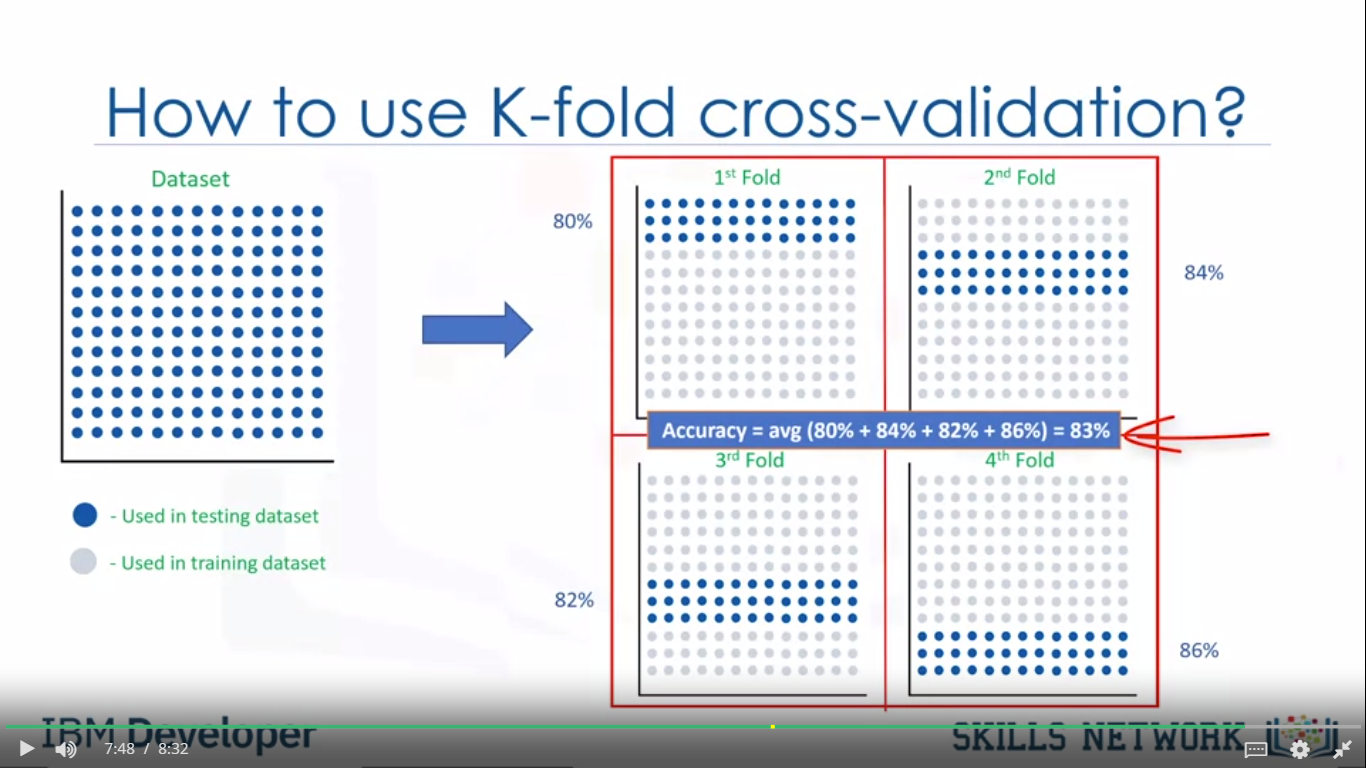 How to use K-fold cross-validation?
Dataset
1st Fold
2nd Fold
80%
84%
Accuracy = avg (80% + 84% + 82% + 86%) = 83%
3rd Fold
4th Fold
- Used in testing dataset
- Used in training dataset
82%
86%
IBM Developer
SKILLS NETWORK
7:48 / 8:32